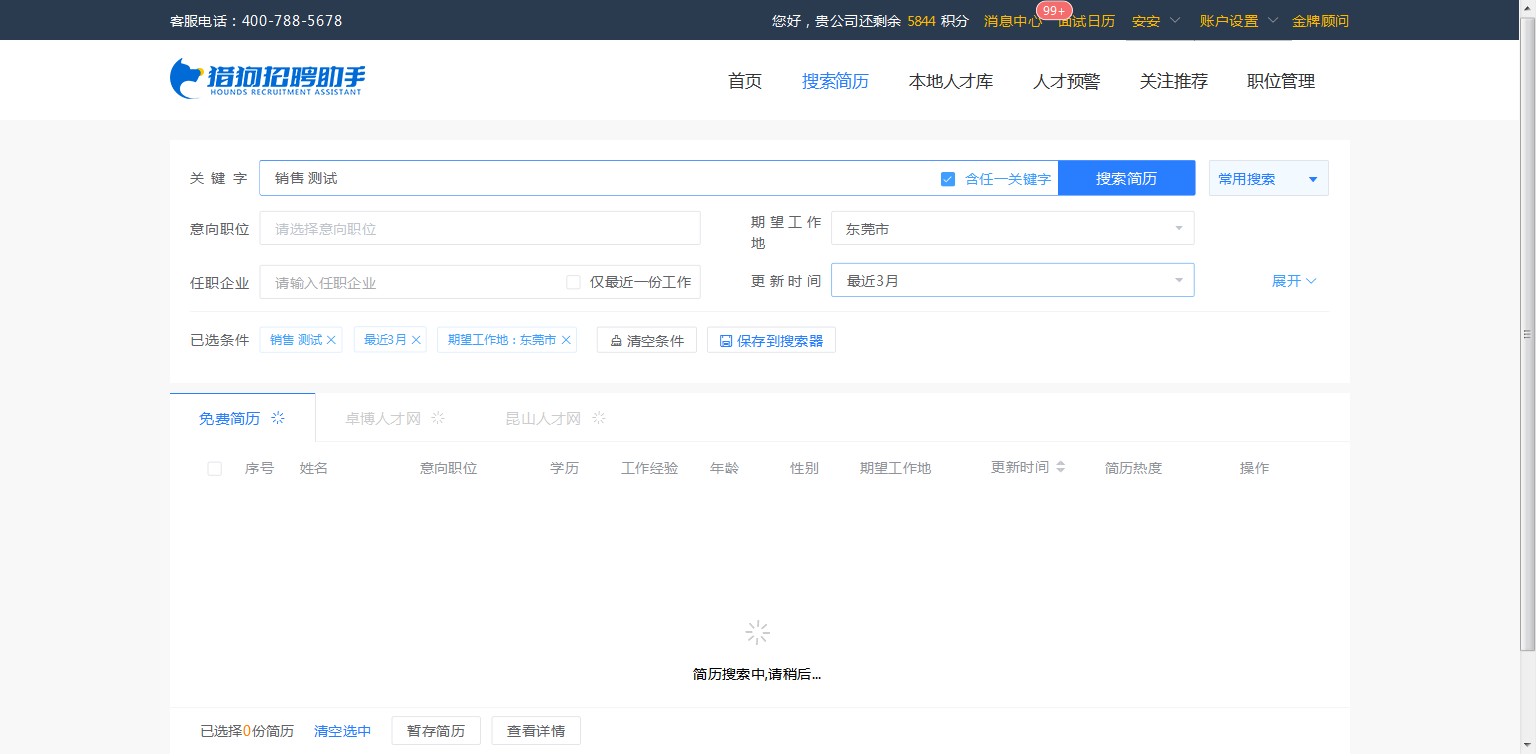 客服电话：400-788-5678
您好，贵公司还剩余 5844 积分 消息中心 99+ 面试日历 安安 账户设置 金牌顾问
猎狗招聘助手
HOUNDS RECRUITMENT ASSISTANT
首页 搜索简历 本地人才库 人才预警 关注推荐 职位管理
关键字 销售 测试 含任一关键字 搜索简历 常用搜索
意向职位 请选择意向职位 期望工作地 东莞市
任职企业 请输入任职企业 仅最近一份工作 更新时间 最近3月 展开
已选条件 销售 测试 最近3月 期望工作地：东莞市 清空条件 保存到搜索器
免费简历 卓博人才网 昆山人才网
序号 姓名 意向职位 学历 工作经验 年龄 性别 期望工作地 更新时间 简历热度 操作
简历搜索中,请稍后...
已选择0份简历 清空选中 暂存简历 查看详情